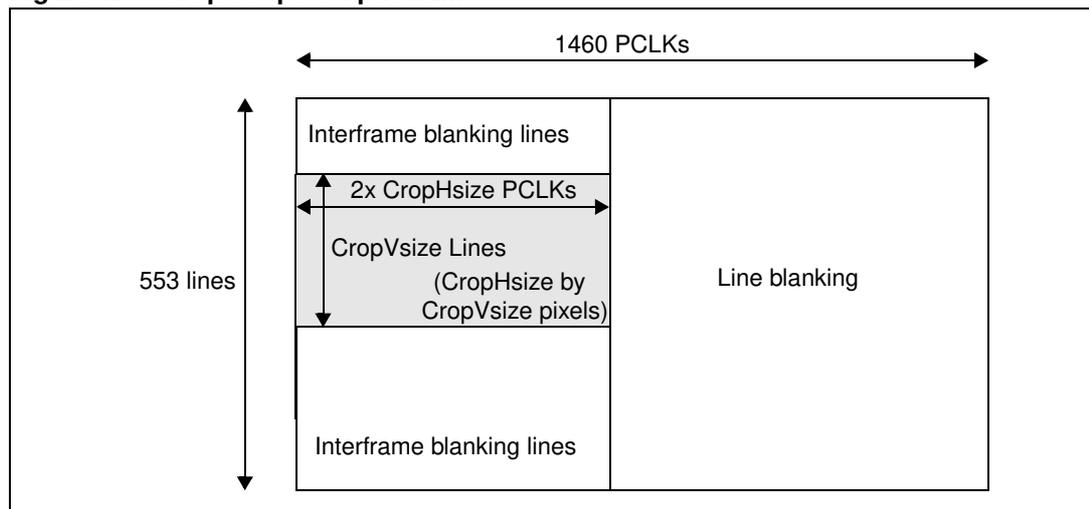 1460 PCLKs
Interframe blanking lines
2x CropHsize PCLKs
CropVsize Lines
(CropHsize by
CropVsize pixels)
553 lines
Line blanking
Interframe blanking lines